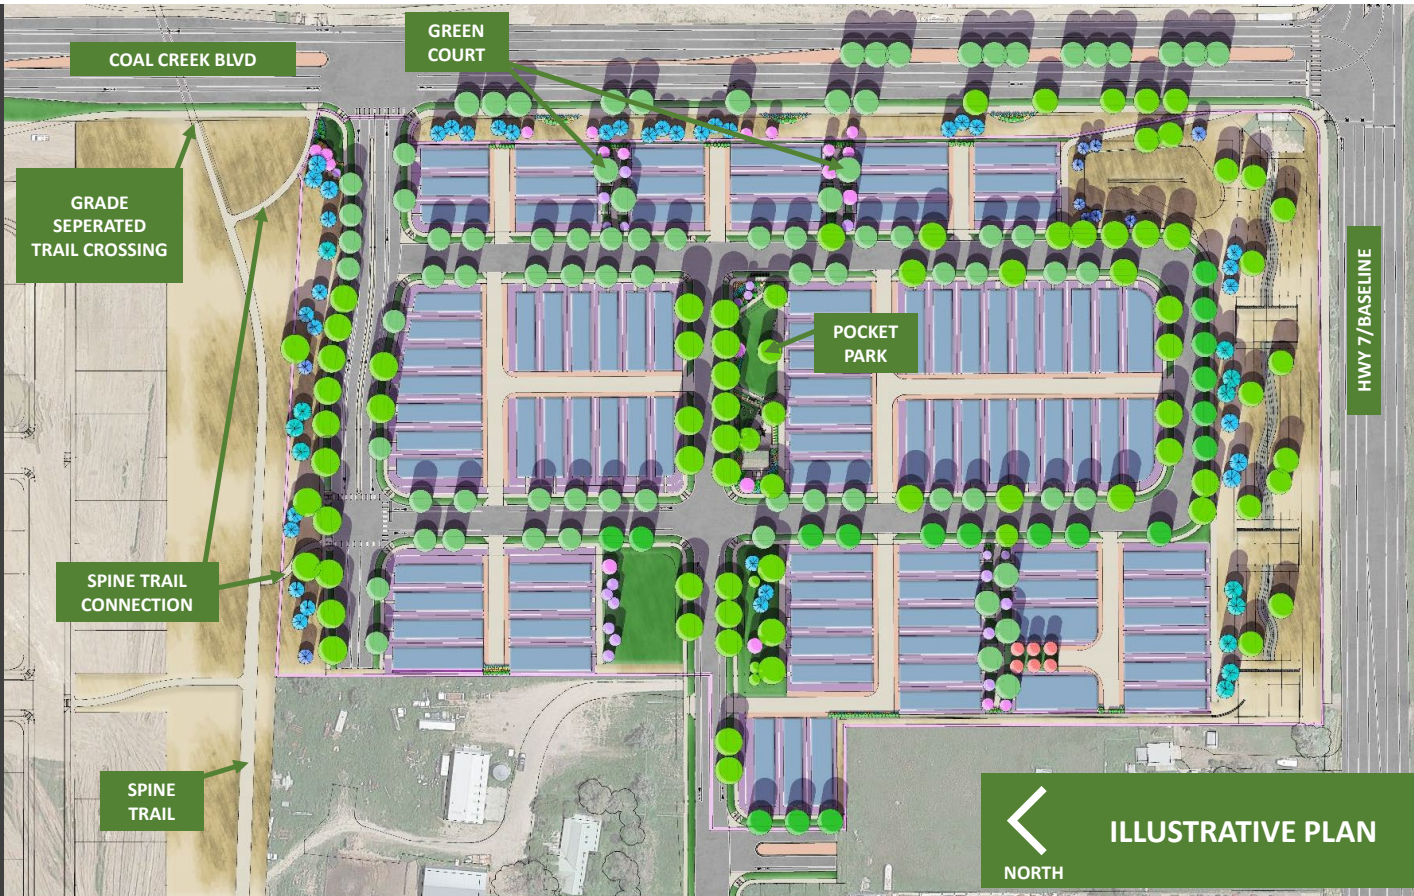 COAL CREEK BLVD
GREEN
COURT
GRADE
SEPERATED
TRAIL CROSSING
HWY 7/BASELINE
POCKET
PARK
SPINE TRAIL
CONNECTION
SPINE
TRAIL
ILLUSTRATIVE PLAN
NORTH